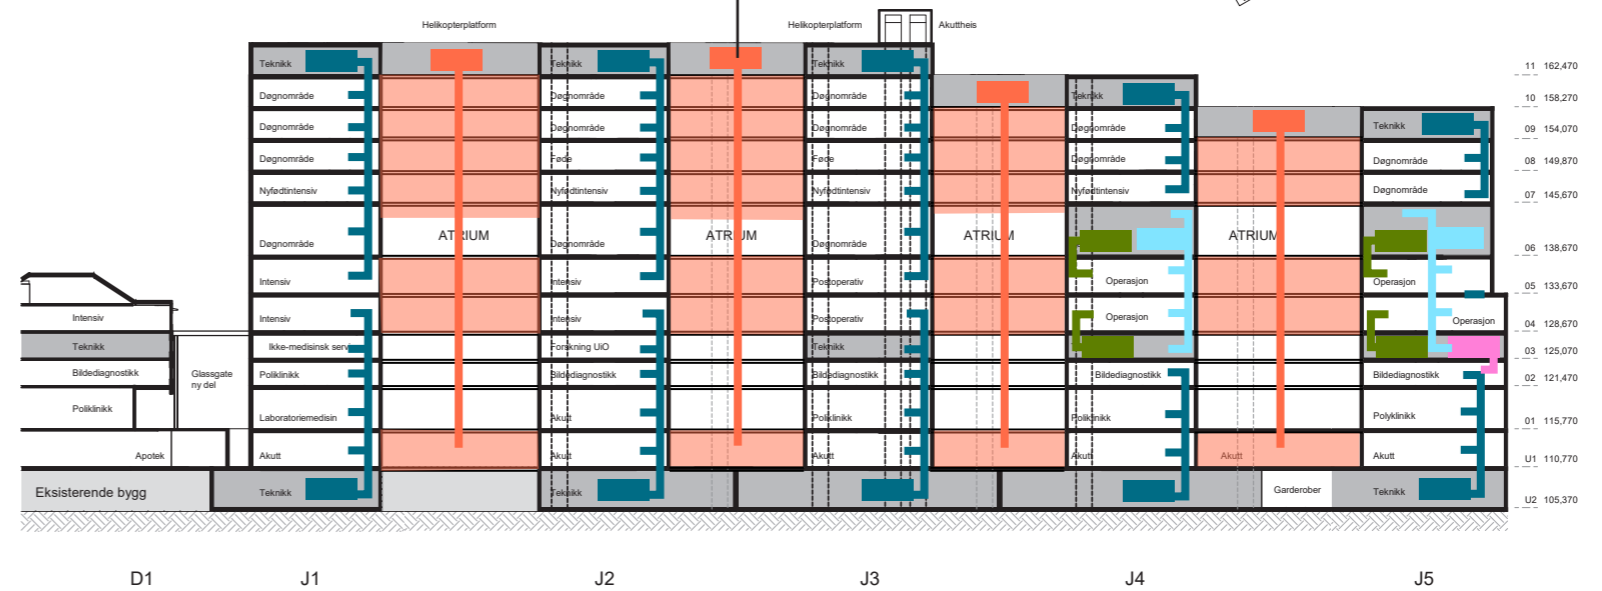 Helikopterplatform
Helikopterplatform
Akuttheis
Teknikk
Teknikk
Teknikk
11 162,470
Døgnområde
Døgnområde
Døgnområde
Teknikk
10 158,270
Døgnområde
Døgnområde
Døgnområde
Døgnområde
Teknikk
09 154,070
Døgnområde
Føde
Føde
Døgnområde
Døgnområde
08 149,870
Nyfødtintensiv
Nyfødtintensiv
Nyfødtintensiv
Nyfødtintensiv
Døgnområde
07 145,670
Døgnområde
ATRIUM
Døgnområde
ATRIUM
Døgnområde
ATRIUM
ATRIUM
06 138,670
Intensiv
Intensiv
Postoperativ
Operasjon
Operasjon
05 133,670
Intensiv
Intensiv
Intensiv
Postoperativ
Operasjon
Operasjon
04 128,670
Teknikk
Ikke-medisinsk servi
Forskning UiO
Teknikk
03 125,070
Bildediagnostikk
Glassgate
ny del
Poliklinikk
Bildediagnostikk
Bildediagnostikk
Bildediagnostikk
Bildediagnostikk
02 121,470
Poliklinikk
Laboratoriemedisin
Akutt
Poliklinikk
Poliklinikk
Polyklinikk
01 115,770
Apotek
Akutt
Akutt
Akutt
Akutt
Akutt
Akutt
U1 110,770
Eksisterende bygg
Teknikk
Teknikk
Garderober
Teknikk
U2 105,370
D1
J1
J2
J3
J4
J5